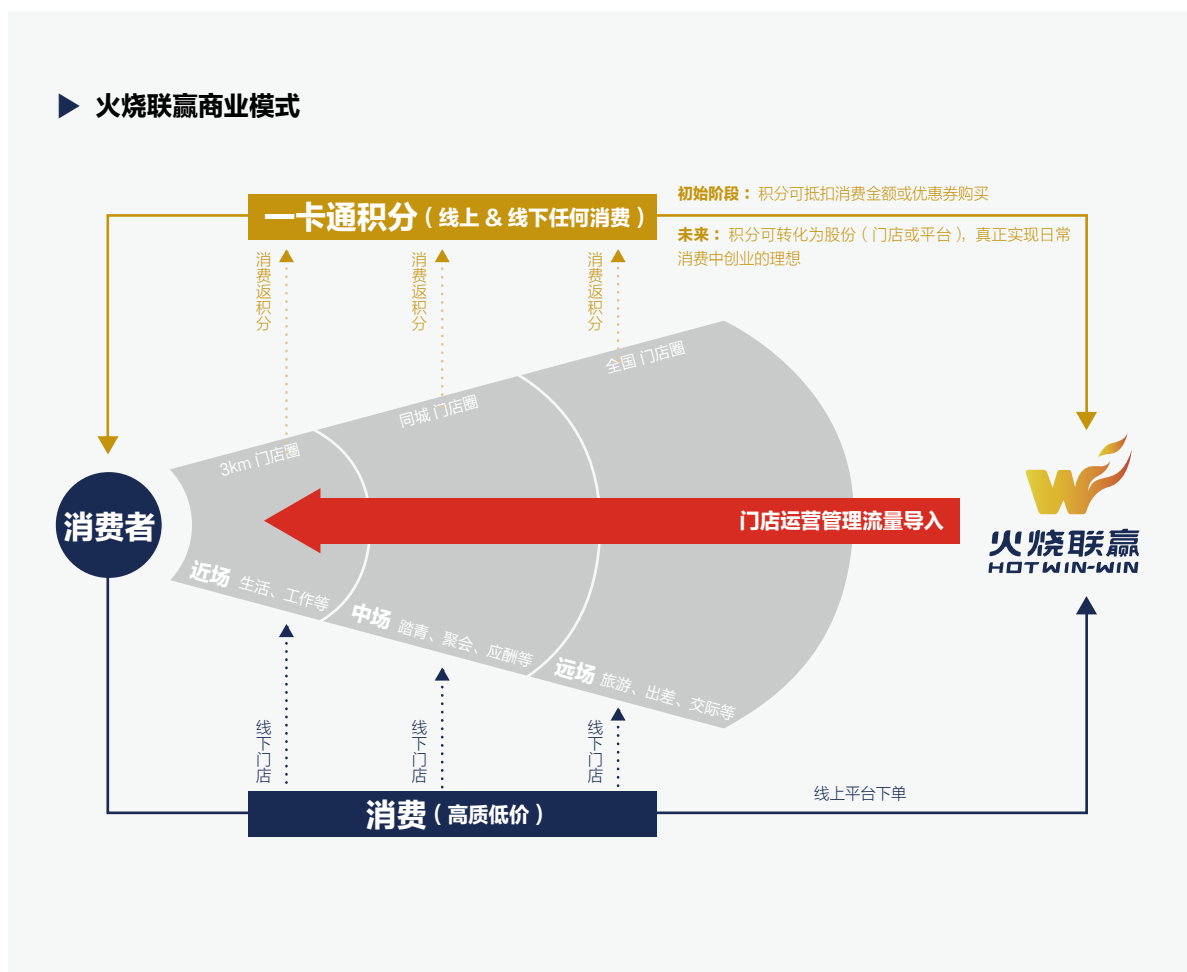 火烧联赢商业模式
一卡通积分（线上 & 线下任何消费）
初始阶段：积分可抵扣消费金额或优惠券购买
未来：积分可转化为股份（门店或平台），真正实现日常
消费中创业的理想
消费返积分
消费返积分
消费返积分
3km 门店圈
同城 门店圈
全国 门店圈
消费者
门店运营管理流量导入
火烧联赢
HOTWIN-WIN
近场 生活、工作等
中场 踏青、聚会、应酬等
远场 旅游、出差、交际等
线下门店
线下门店
线下门店
线上平台下单
消费（高质低价）